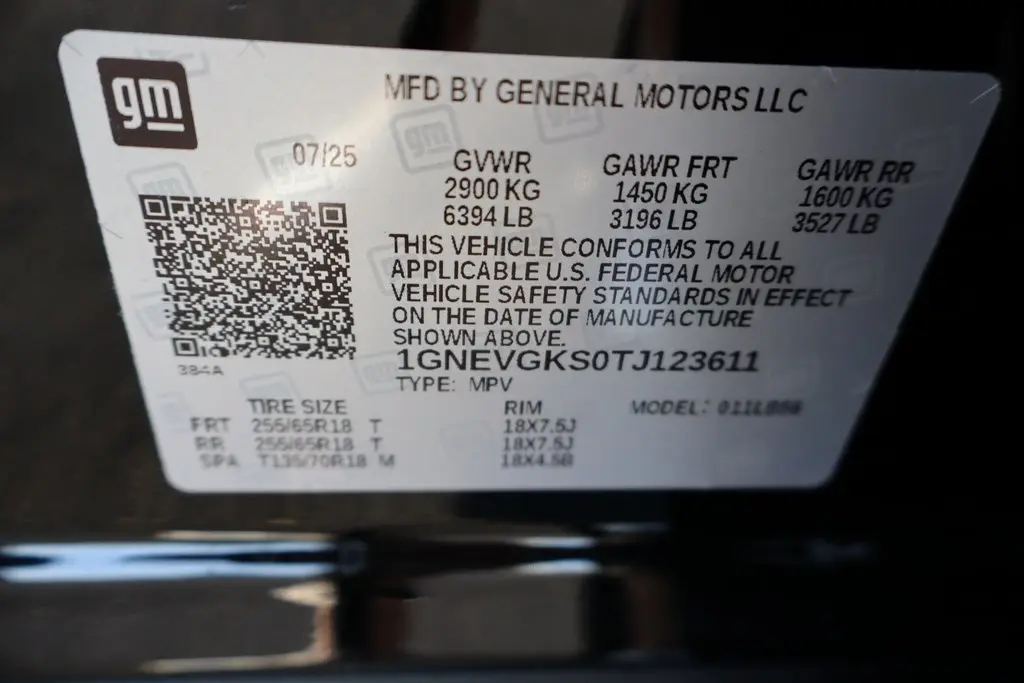 gm
MFD BY GENERAL MOTORS LLC
07/25
GVWR GAWR FRT GAWR RR
2900 KG 1450 KG 1600 KG
6394 LB 3196 LB 3527 LB
THIS VEHICLE CONFORMS TO ALL
APPLICABLE U.S. FEDERAL MOTOR
VEHICLE SAFETY STANDARDS IN EFFECT
ON THE DATE OF MANUFACTURE
SHOWN ABOVE.
384A
1GNEVGKS0TJ123611
TYPE: MPV
TIRE SIZE RIM MODEL:
FRT 255/65R18 T 18X7.5J
RR 255/65R18 T 18X7.5J
SPA T135/70R18 M 18X4.5B